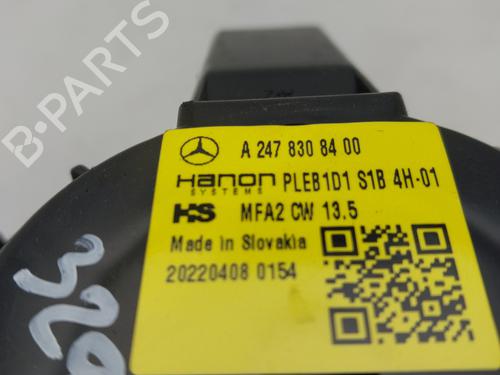 B-PARTS
A 247 830 84 00
Hanon PLEB1D1 S1B 4H-01
SYSTEMS
HS MFA2 CW 13.5
Made in Slovakia
20220408 0154
320